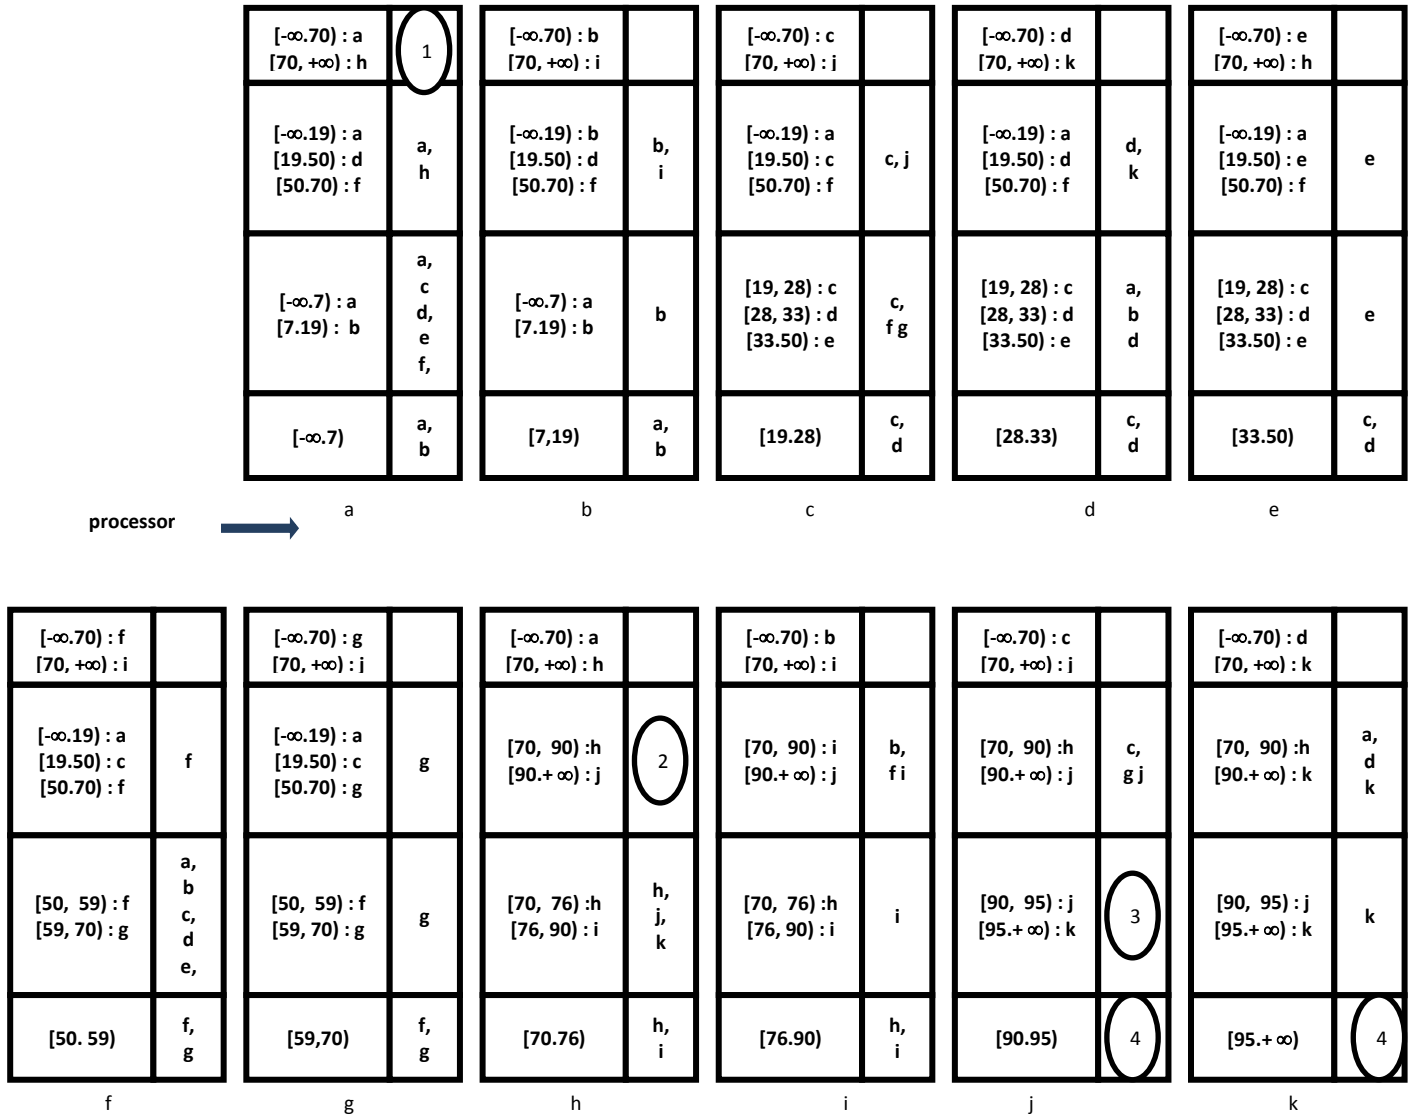 [-∞.70) : a
[70, +∞) : h
1
[-∞.19) : a
[19.50) : d
[50.70) : f
a,
h
[-∞.7) : a
[7.19) :  b
a,
c
d,
e
f,
[-∞.7)
a,
b
[-∞.70) : b
[70, +∞) : i
[-∞.19) : b
[19.50) : d
[50.70) : f
b,
i
[-∞.7) : a
[7.19) : b
b
[7,19)
a,
b
[-∞.70) : c
[70, +∞) : j
[-∞.19) : a
[19.50) : c
[50.70) : f
c, j
[19, 28) : c
[28, 33) : d
[33.50) : e
c,
f g
[19.28)
c,
d
[-∞.70) : d
[70, +∞) : k
[-∞.19) : a
[19.50) : d
[50.70) : f
d,
k
[19, 28) : c
[28, 33) : d
[33.50) : e
a,
b
d
[28.33)
c,
d
[-∞.70) : e
[70, +∞) : h
[-∞.19) : a
[19.50) : e
[50.70) : f
e
[19, 28) : c
[28, 33) : d
[33.50) : e
e
[33.50)
c,
d
processor
a
b
c
d
e
[-∞.70) : f
[70, +∞) : i
[-∞.19) : a
[19.50) : c
[50.70) : f
f
[50,  59) : f
[59, 70) : g
a,
b
c,
d
e,
[50. 59)
f,
g
[-∞.70) : g
[70, +∞) : j
[-∞.19) : a
[19.50) : c
[50.70) : g
g
[50,  59) : f
[59, 70) : g
g
[59,70)
f,
g
[-∞.70) : a
[70, +∞) : h
[70,  90) :h
[90.+ ∞) : j
2
[70,  76) :h
[76, 90) : i
h,
j,
k
[70.76)
h,
i
[-∞.70) : b
[70, +∞) : i
[70,  90) : i
[90.+ ∞) : j
b,
f i
[70,  76) :h
[76, 90) : i
i
[76.90)
h,
i
[-∞.70) : c
[70, +∞) : j
[70,  90) :h
[90.+ ∞) : j
c,
g j
[90,  95) : j
[95.+ ∞) : k
3
[90.95)
4
[-∞.70) : d
[70, +∞) : k
[70,  90) :h
[90.+ ∞) : k
a,
d
k
[90,  95) : j
[95.+ ∞) : k
k
[95.+ ∞)
4
f
g
h
i
j
k